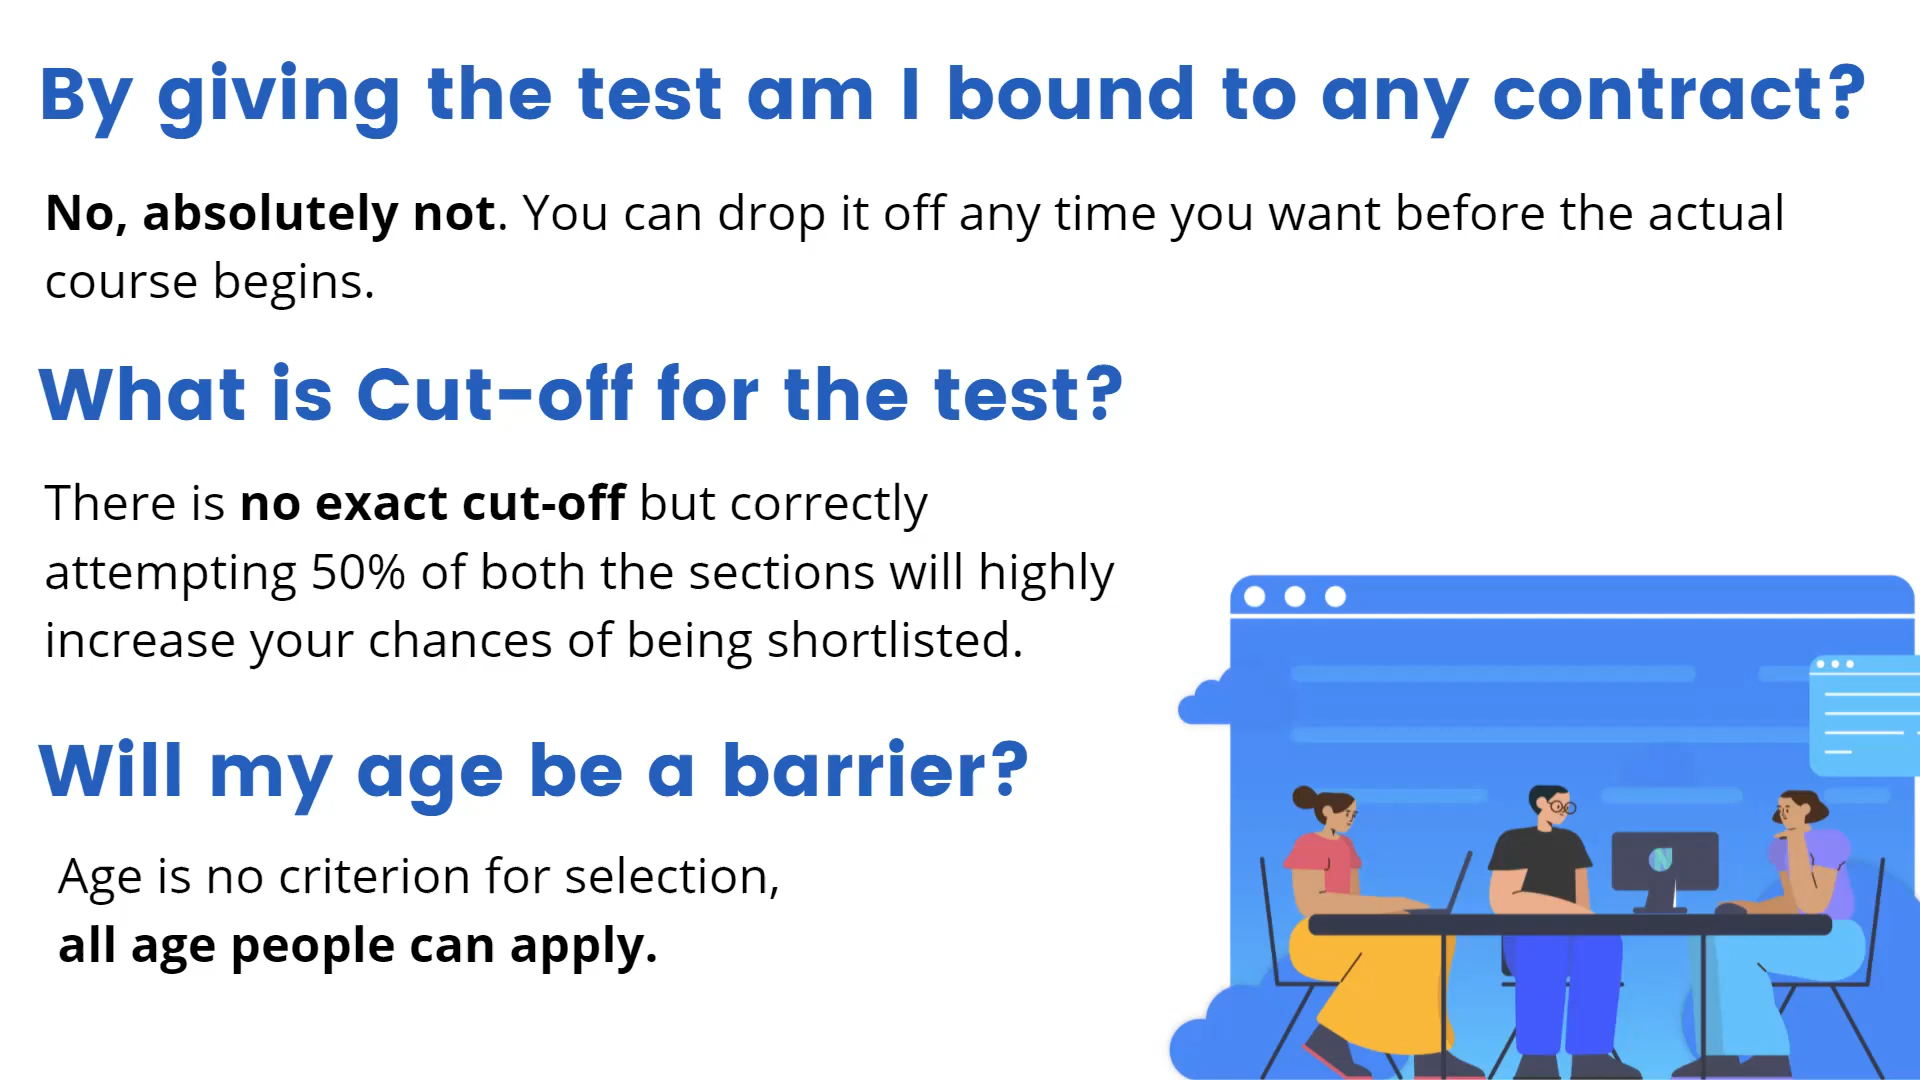 By giving the test am I bound to any contract?
No, absolutely not. You can drop it off any time you want before the actual
course begins.
What is Cut-off for the test?
There is no exact cut-off but correctly
attempting 50% of both the sections will highly
increase your chances of being shortlisted.
Will my age be a barrier?
Age is no criterion for selection,
all age people can apply.